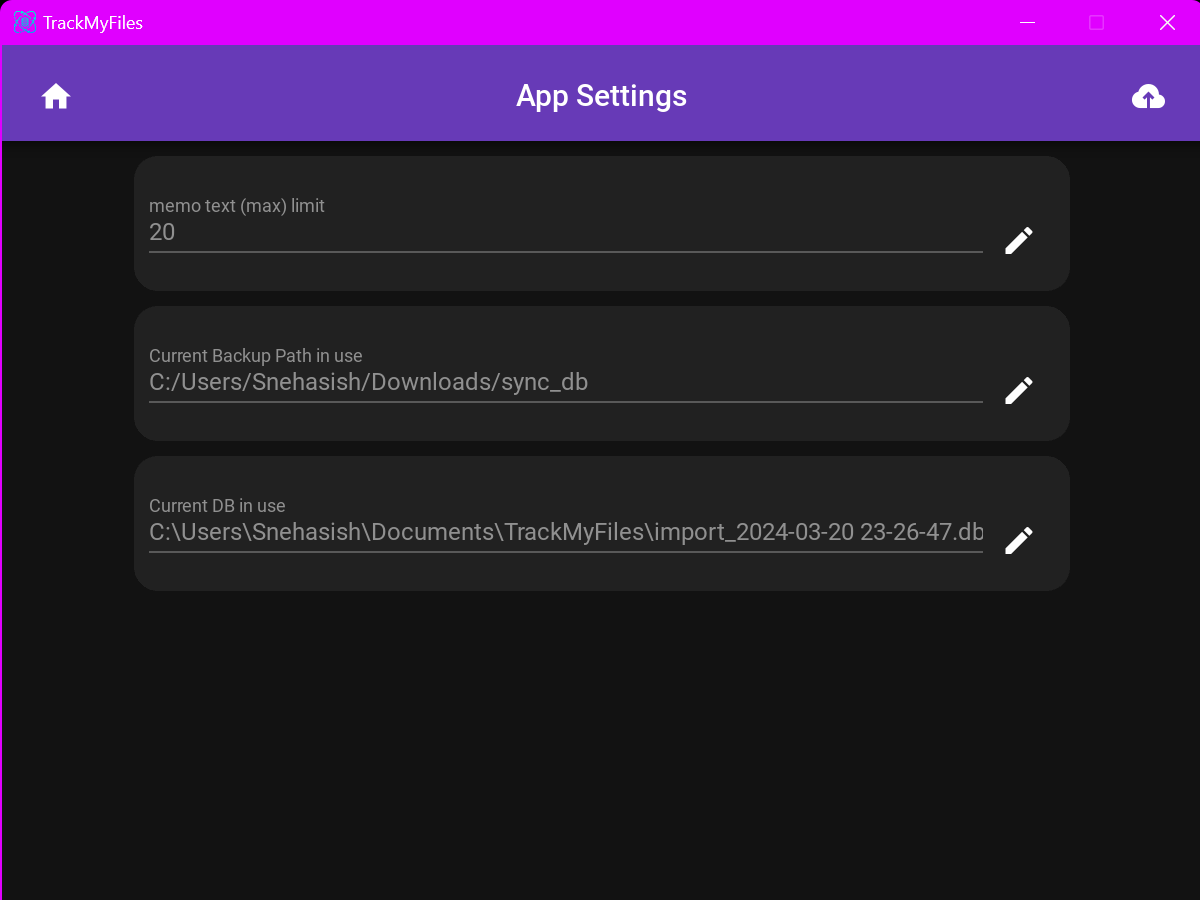 TrackMyFiles
App Settings
memo text (max) limit
20
Current Backup Path in use
C:/Users/Snehasish/Downloads/sync_db
Current DB in use
C:\Users\Snehasish\Documents\TrackMyFiles\import_2024-03-20 23-26-47.db